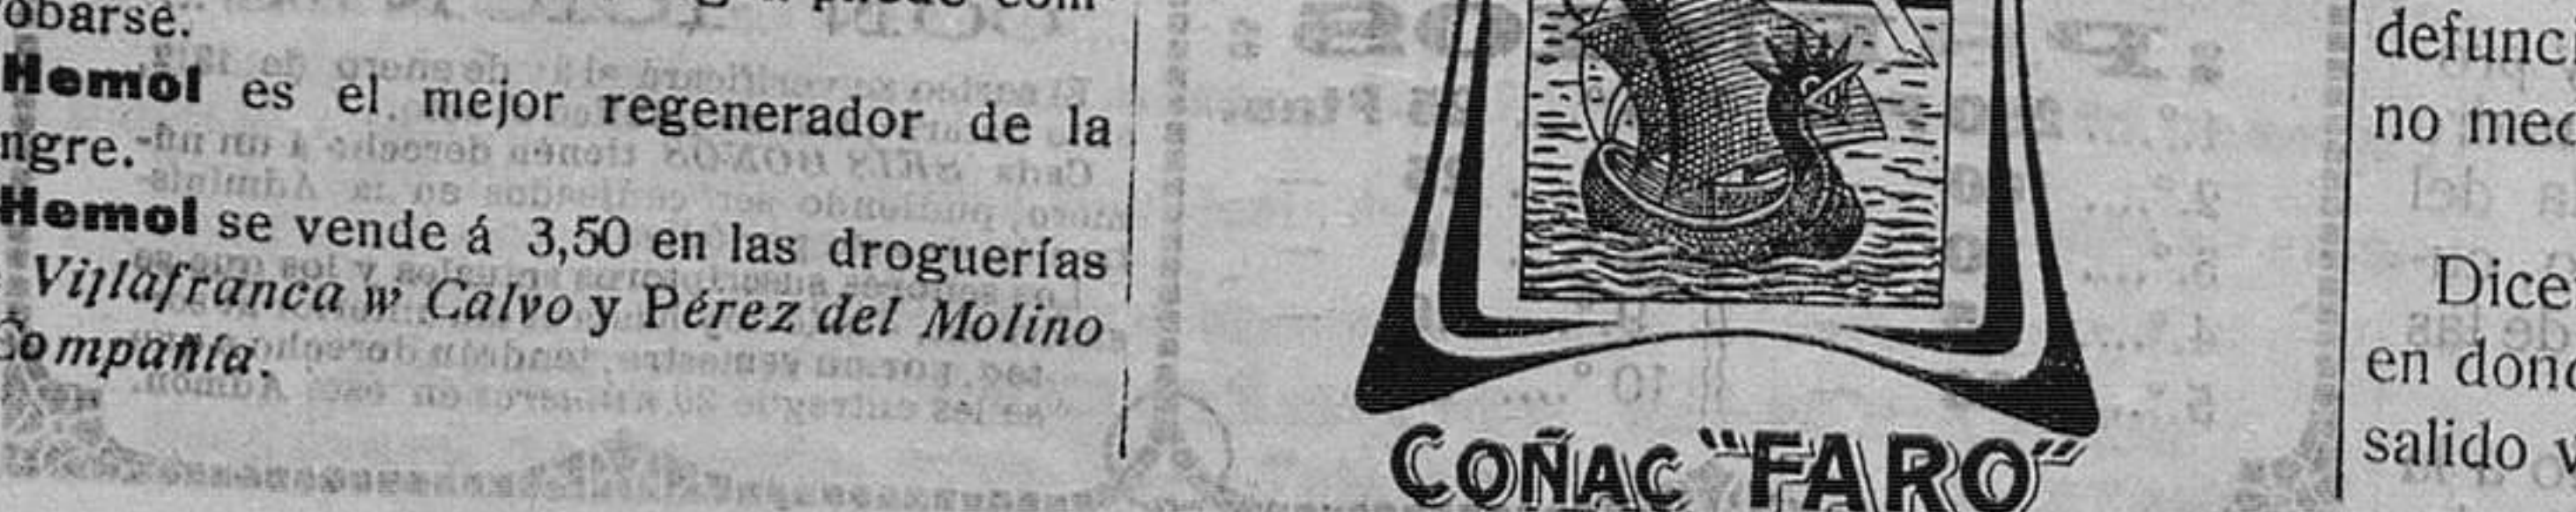 obarse.
Hemol es el mejor regenerador de la
ngre.
Hemol se vende á 3,50 en las droguerías
Villafranca w Calvo y Pérez del Molino
Compañía.
COÑAC "FARO"
defunc
no med
Dice
en dond
salido v